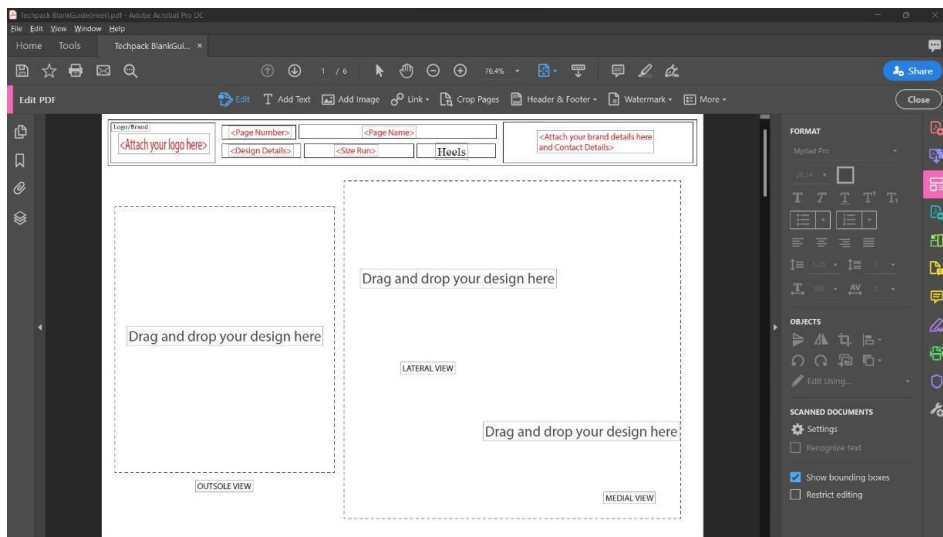 Techpack BlankGuide(Heel).pdf - Adobe Acrobat Pro DC
File Edit View Window Help
Home Tools Techpack BlankGui... ×
1 / 6 76.4% Share
Edit PDF Edit Add Text Add Image Link Crop Pages Header & Footer Watermark More Close
Logo/Brand
<Attach your logo here>
<Page Number> <Page Name>
<Design Details> <Size Run> Heels
<Attach your brand details here
and Contact Details>
Drag and drop your design here
OUTSOLE VIEW
Drag and drop your design here
LATERAL VIEW
Drag and drop your design here
MEDIAL VIEW
FORMAT
Myriad Pro
OBJECTS
Edit Using...
SCANNED DOCUMENTS
Settings
Recognize text
Show bounding boxes
Restrict editing